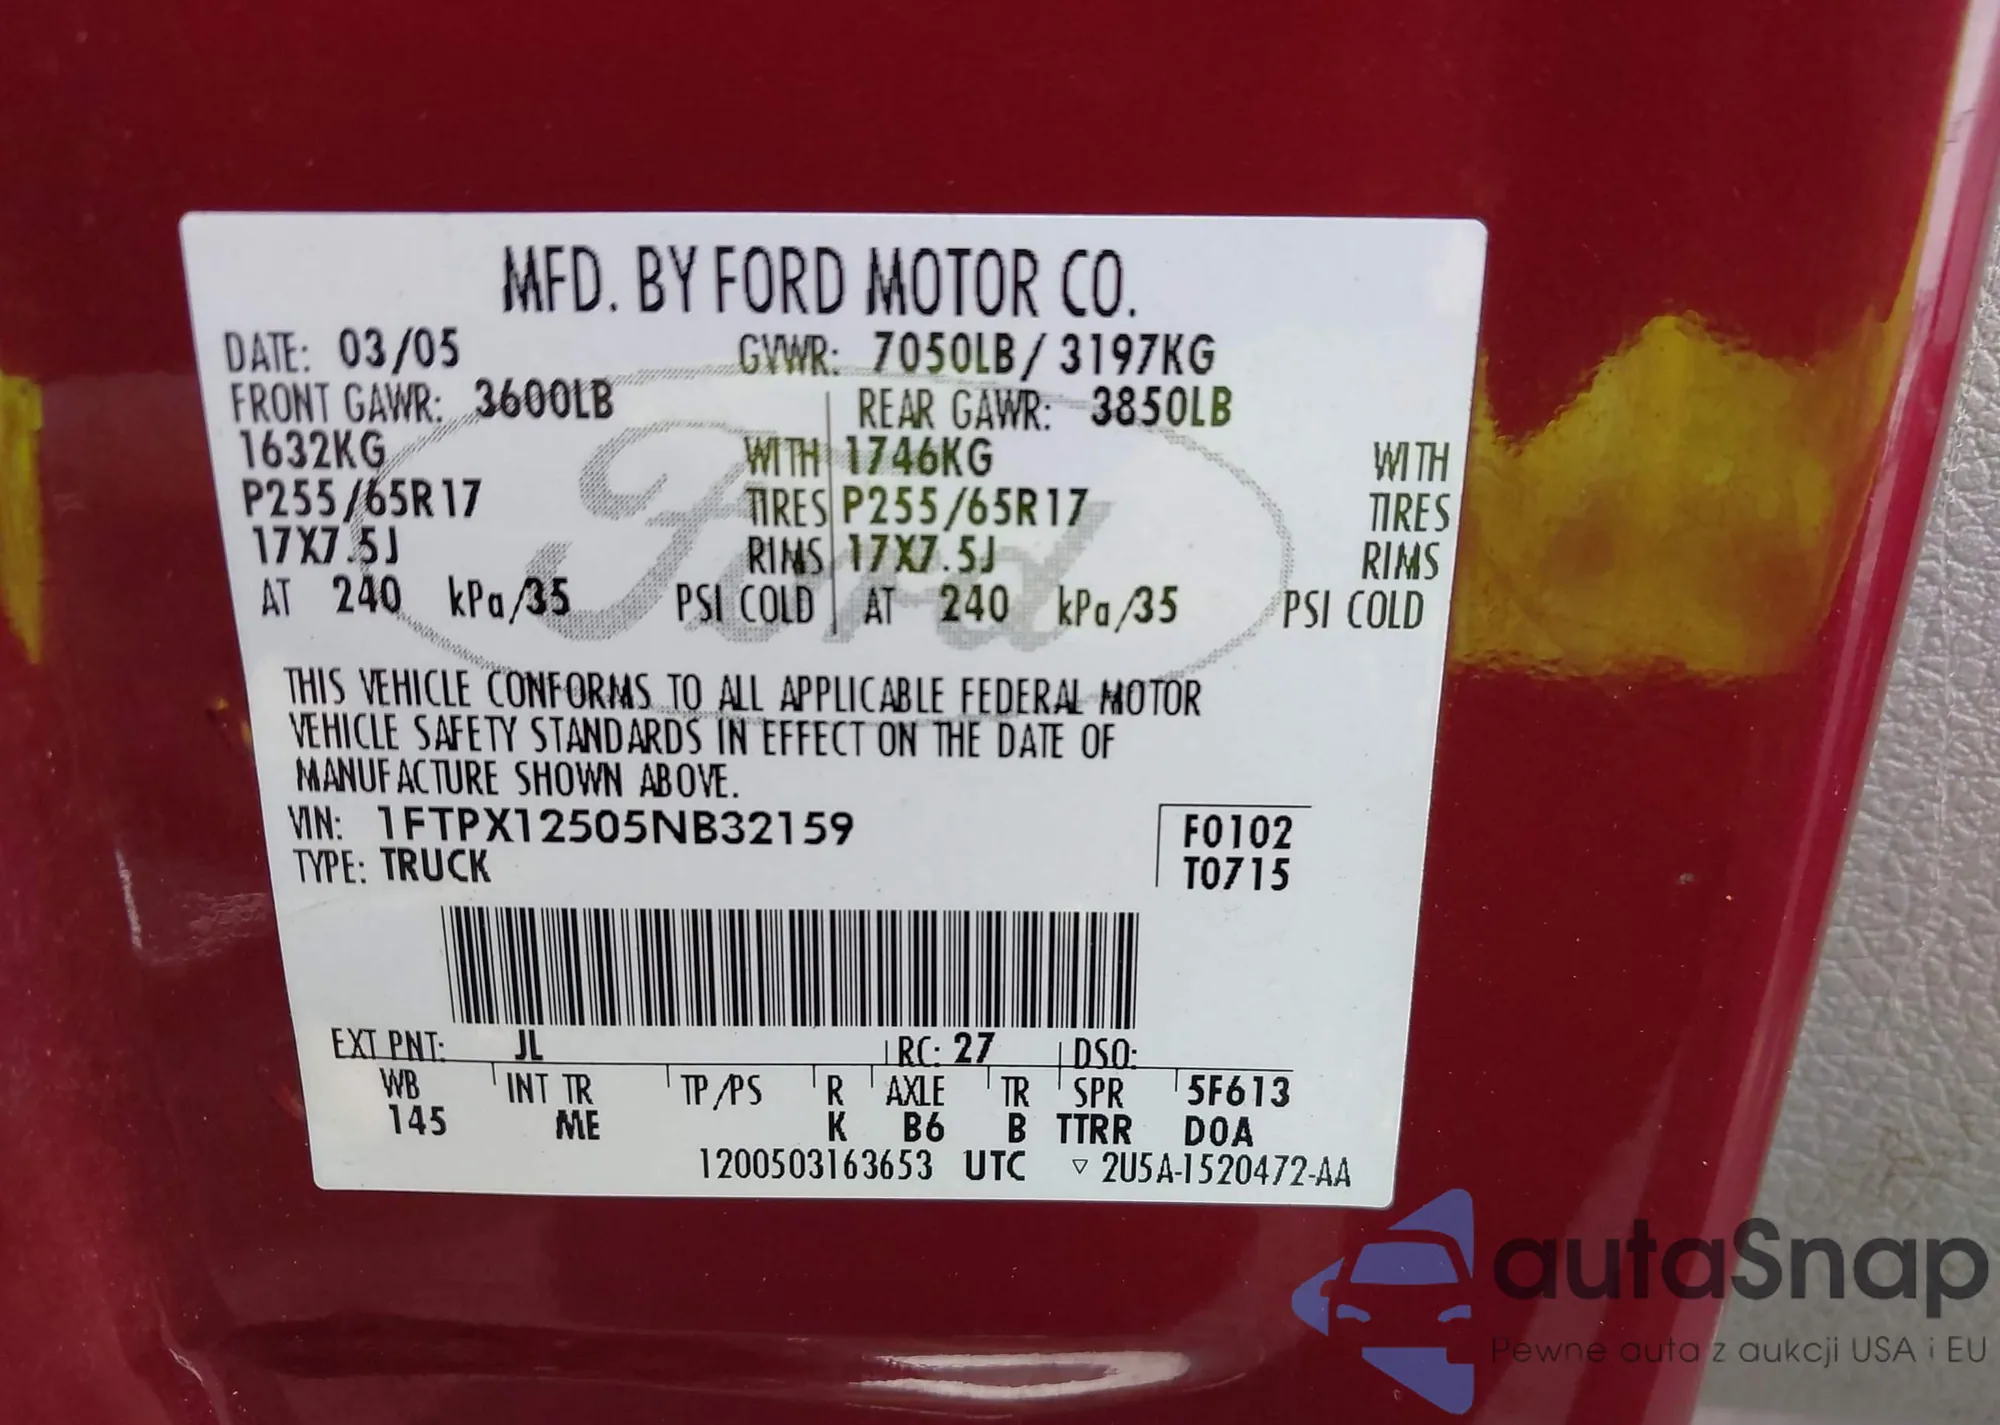 MFD. BY FORD MOTOR CO.
DATE: 03/05 GVWR: 7050LB/3197KG
FRONT GAWR: 3600LB REAR GAWR: 3850LB
1632KG WITH 1746KG WITH
P255/65R17 TIRES P255/65R17 TIRES
17X7.5J RIMS 17X7.5J RIMS
AT 240 kPa/35 PSI COLD AT 240 kPa/35 PSI COLD
Ford
THIS VEHICLE CONFORMS TO ALL APPLICABLE FEDERAL MOTOR
VEHICLE SAFETY STANDARDS IN EFFECT ON THE DATE OF
MANUFACTURE SHOWN ABOVE.
VIN: 1FTPX12505NB32159 F0102
TYPE: TRUCK T0715
EXT PNT: JL RC: 27 DSO:
WB INT TR TP/PS R AXLE TR SPR 5F613
145 ME K B6 B TTRR DOA
1200503163653 UTC ▽ 2U5A-1520472-AA
autaSnap
Pewne auta z aukcji USA i EU